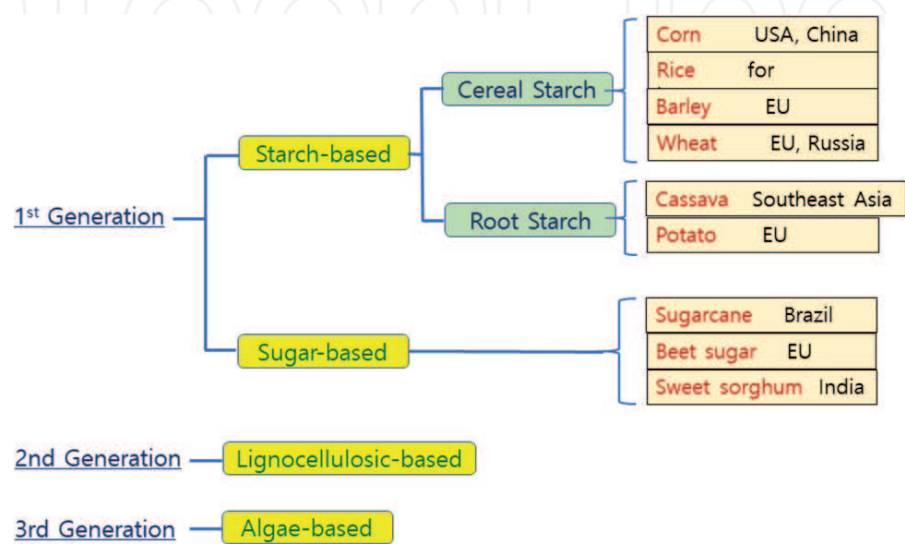 1st Generation
Starch-based
Cereal Starch
Corn USA, China
Rice for
Barley EU
Wheat EU, Russia
Root Starch
Cassava Southeast Asia
Potato EU
Sugar-based
Sugarcane Brazil
Beet sugar EU
Sweet sorghum India
2nd Generation
Lignocellulosic-based
3rd Generation
Algae-based